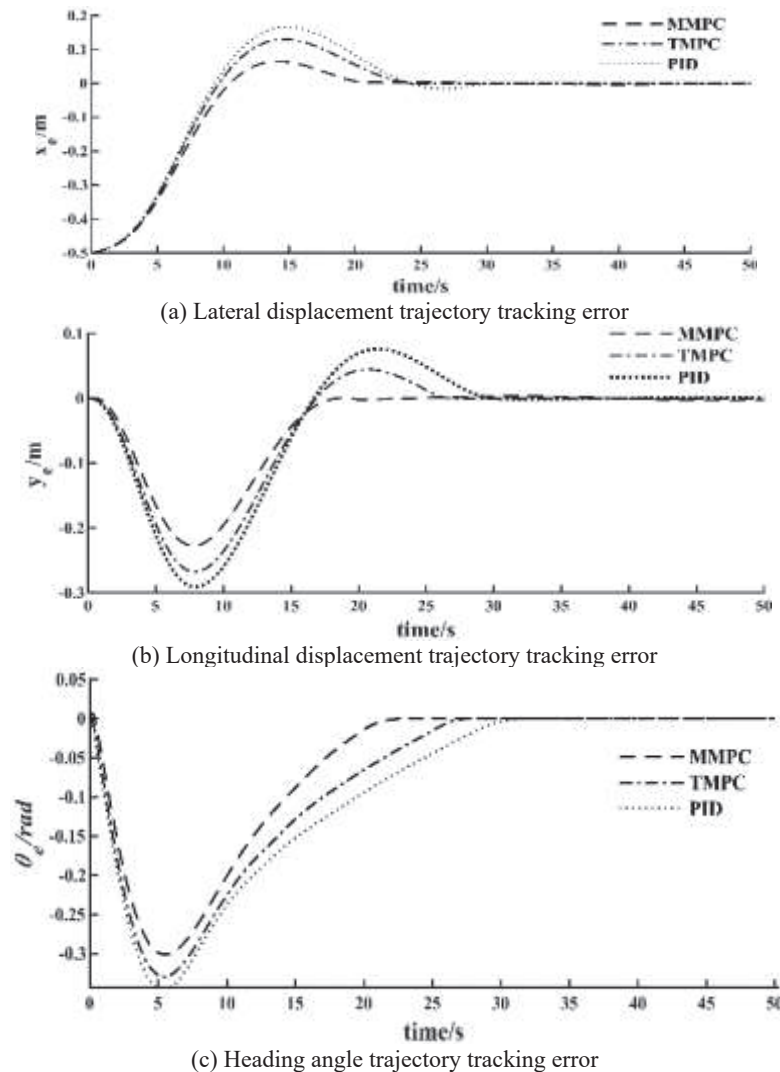 0.2
0.1
0
-0.1
-0.2
-0.3
-0.4
-0.5
x_e/m
MMPC
TMPC
PID
0 5 10 15 20 25 30 35 40 45 50
time/s
(a) Lateral displacement trajectory tracking error
0.1
0
-0.1
-0.2
-0.3
y_e/m
MMPC
TMPC
PID
0 5 10 15 20 25 30 35 40 45 50
time/s
(b) Longitudinal displacement trajectory tracking error
0.05
0
-0.05
-0.1
-0.15
-0.2
-0.25
-0.3
θ_e/rad
MMPC
TMPC
PID
0 5 10 15 20 25 30 35 40 45 50
time/s
(c) Heading angle trajectory tracking error